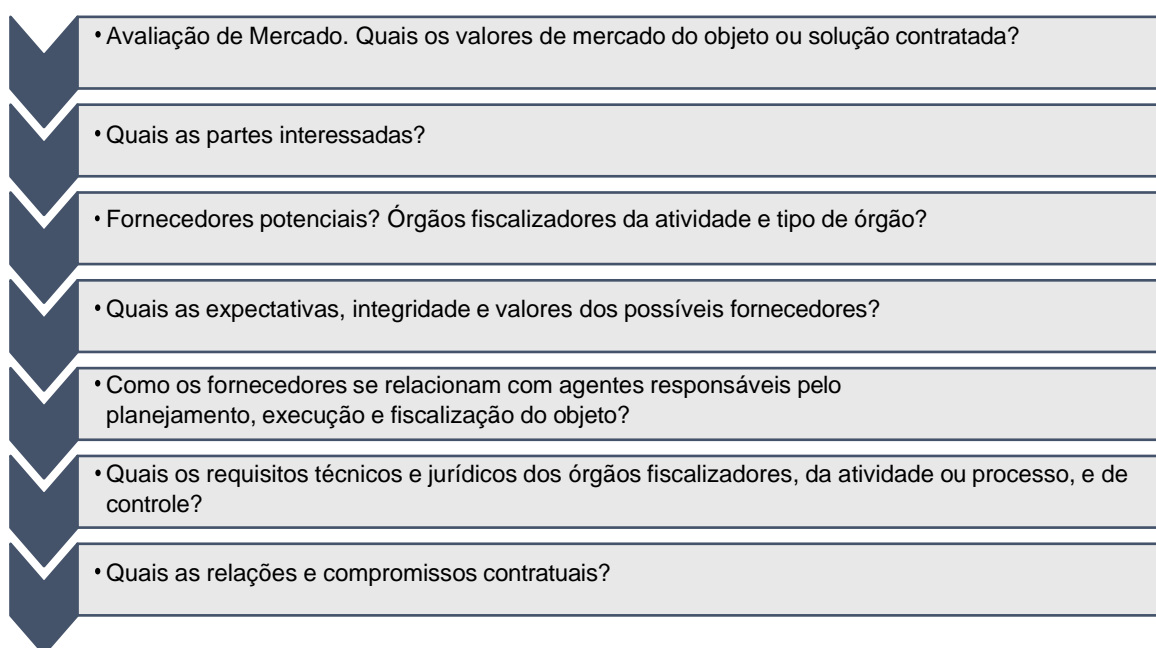 • Avaliação de Mercado. Quais os valores de mercado do objeto ou solução contratada?
• Quais as partes interessadas?
• Fornecedores potenciais? Órgãos fiscalizadores da atividade e tipo de órgão?
• Quais as expectativas, integridade e valores dos possíveis fornecedores?
• Como os fornecedores se relacionam com agentes responsáveis pelo
planejamento, execução e fiscalização do objeto?
• Quais os requisitos técnicos e jurídicos dos órgãos fiscalizadores, da atividade ou processo, e de
controle?
• Quais as relações e compromissos contratuais?